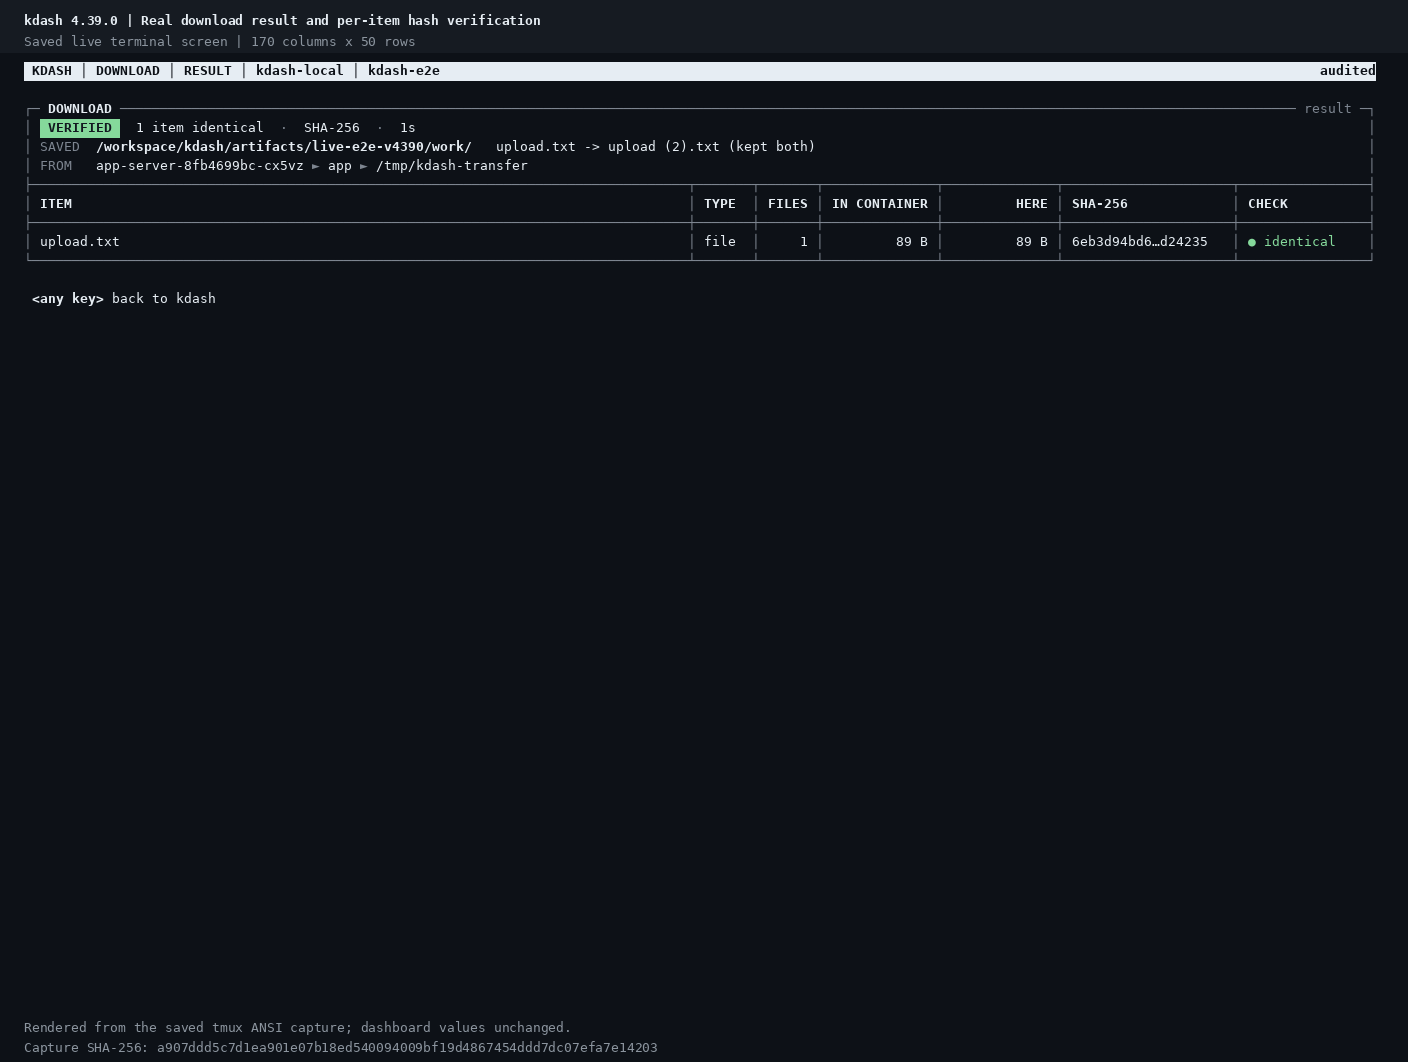 kdash 4.39.0 | Real download result and per-item hash verification
Saved live terminal screen | 170 columns x 50 rows
KDASH │ DOWNLOAD │ RESULT │ kdash-local │ kdash-e2e audited
DOWNLOAD result
VERIFIED 1 item identical · SHA-256 · 1s
SAVED /workspace/kdash/artifacts/live-e2e-v4390/work/ upload.txt -> upload (2).txt (kept both)
FROM app-server-8fb4699bc-cx5vz ► app ► /tmp/kdash-transfer
ITEM │ TYPE │ FILES │ IN CONTAINER │ HERE │ SHA-256 │ CHECK
upload.txt │ file │ 1 │ 89 B │ 89 B │ 6eb3d94bd6…d24235 │ ● identical
<any key> back to kdash
Rendered from the saved tmux ANSI capture; dashboard values unchanged.
Capture SHA-256: a907ddd5c7d1ea901e07b18ed540094009bf19d4867454ddd7dc07efa7e14203